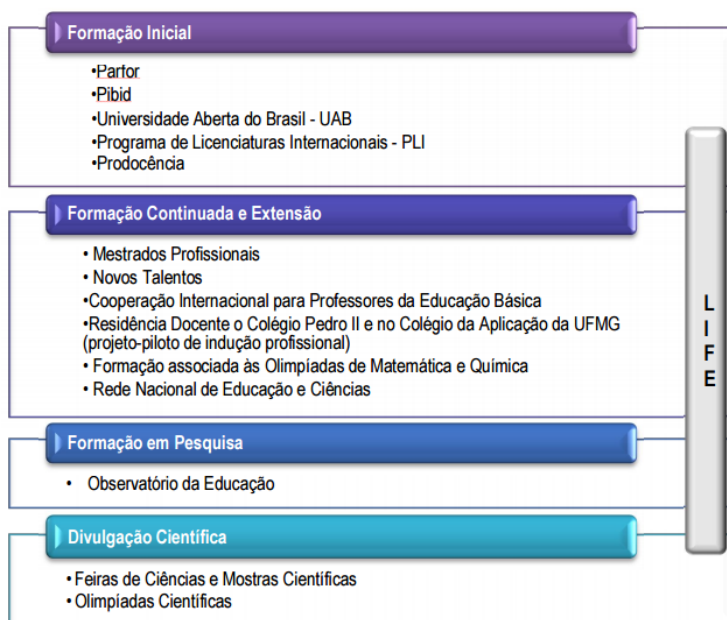 Formação Inicial
•Parfor
•Pibid
•Universidade Aberta do Brasil - UAB
•Programa de Licenciaturas Internacionais - PLI
•Prodocência
Formação Continuada e Extensão
• Mestrados Profissionais
• Novos Talentos
•Cooperação Internacional para Professores da Educação Básica
•Residência Docente o Colégio Pedro II e no Colégio da Aplicação da UFMG
(projeto-piloto de indução profissional)
• Formação associada às Olimpíadas de Matemática e Química
• Rede Nacional de Educação e Ciências
Formação em Pesquisa
• Observatório da Educação
Divulgação Científica
• Feiras de Ciências e Mostras Científicas
• Olimpíadas Científicas
L
I
F
E